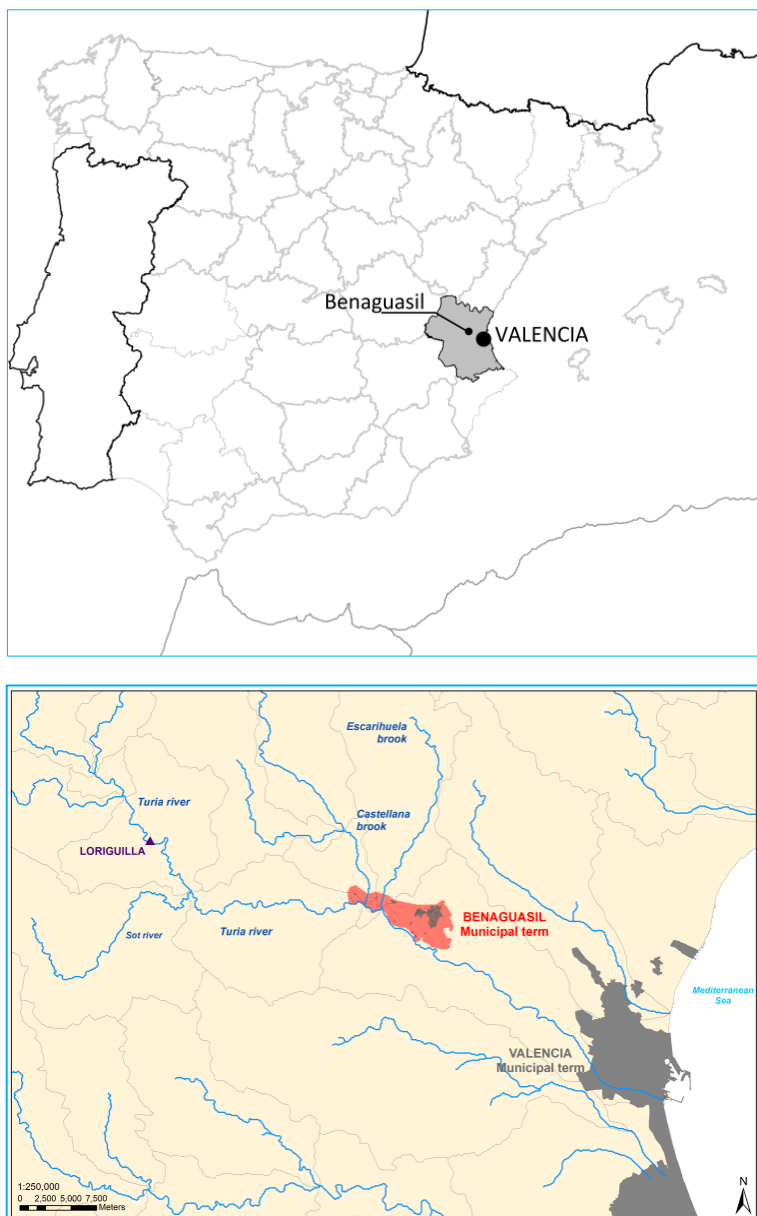 Benaguasil
VALENCIA
Escarihuela
brook
Turia river
Castellana
brook
LORIGUILLA
BENAGUASIL
Municipal term
Sot river
Turia river
Mediterranean
Sea
VALENCIA
Municipal term
1:250,000
0 2,500 5,000 7,500
Meters
N